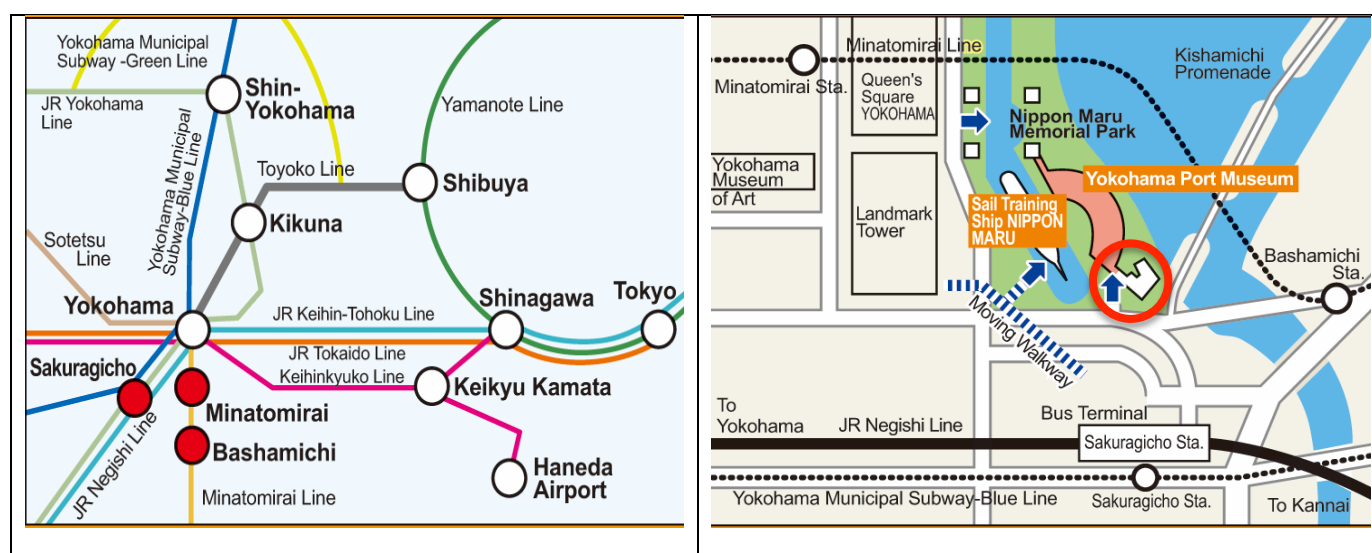 Yokohama Municipal
Subway -Green Line
JR Yokohama
Line
Shin-
Yokohama
Yamanote Line
Yokohama Municipal
Subway-Blue Line
Toyoko Line
Shibuya
Kikuna
Sotetsu
Line
Yokohama
JR Keihin-Tohoku Line
Shinagawa
Tokyo
JR Tokaido Line
Keihinkyuko Line
Sakuragicho
Keikyu Kamata
Minatomirai
Bashamichi
JR Negishi Line
Minatomirai Line
Haneda
Airport
Minatomirai Line
Minatomirai Sta.
Queen's
Square
YOKOHAMA
Kishamichi
Promenade
Nippon Maru
Memorial Park
Yokohama
Museum
of Art
Yokohama Port Museum
Landmark
Tower
Sail Training
Ship NIPPON
MARU
Bashamichi
Sta.
Moving Walkway
To
Yokohama
JR Negishi Line
Bus Terminal
Sakuragicho Sta.
Yokohama Municipal Subway-Blue Line
Sakuragicho Sta.
To Kannai